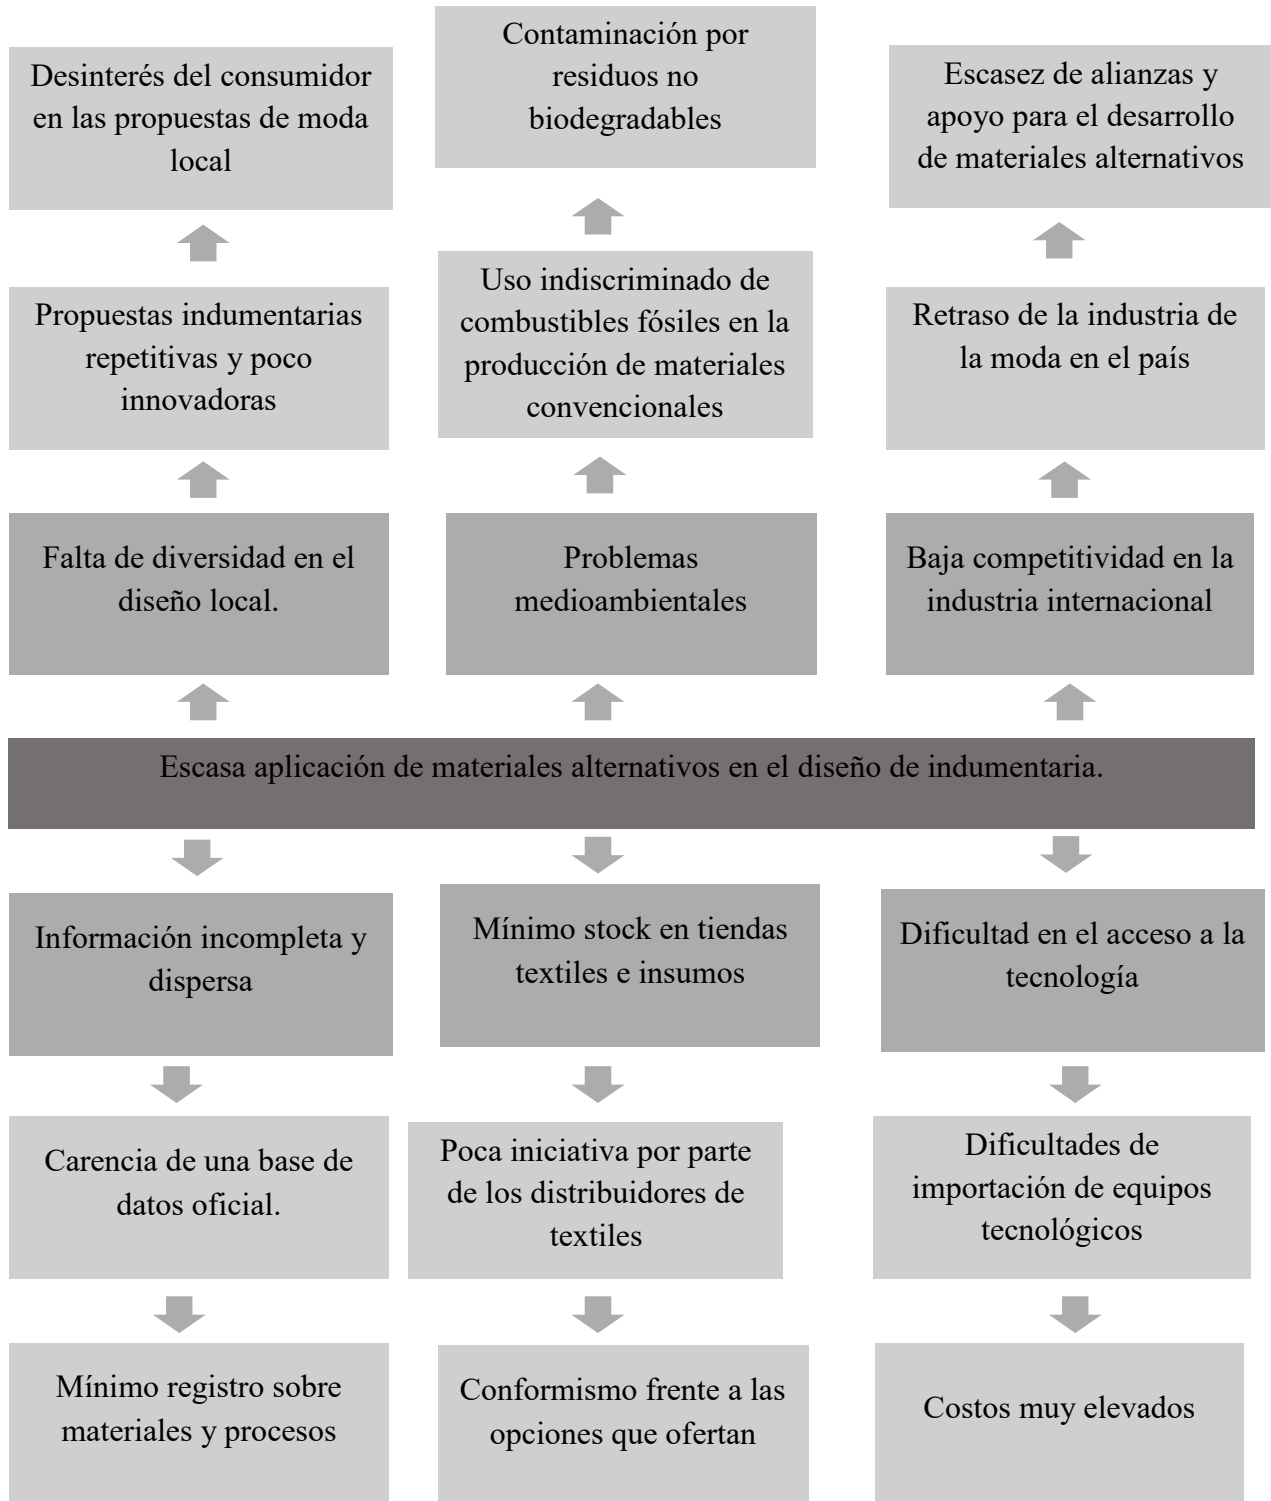 Desinterés del consumidor
en las propuestas de moda
local
Contaminación por
residuos no
biodegradables
Escasez de alianzas y
apoyo para el desarrollo
de materiales alternativos
Propuestas indumentarias
repetitivas y poco
innovadoras
Uso indiscriminado de
combustibles fósiles en la
producción de materiales
convencionales
Retraso de la industria de
la moda en el país
Falta de diversidad en el
diseño local.
Problemas
medioambientales
Baja competitividad en la
industria internacional
Escasa aplicación de materiales alternativos en el diseño de indumentaria.
Información incompleta y
dispersa
Mínimo stock en tiendas
textiles e insumos
Dificultad en el acceso a la
tecnología
Carencia de una base de
datos oficial.
Poca iniciativa por parte
de los distribuidores de
textiles
Dificultades de
importación de equipos
tecnológicos
Mínimo registro sobre
materiales y procesos
Conformismo frente a las
opciones que ofertan
Costos muy elevados